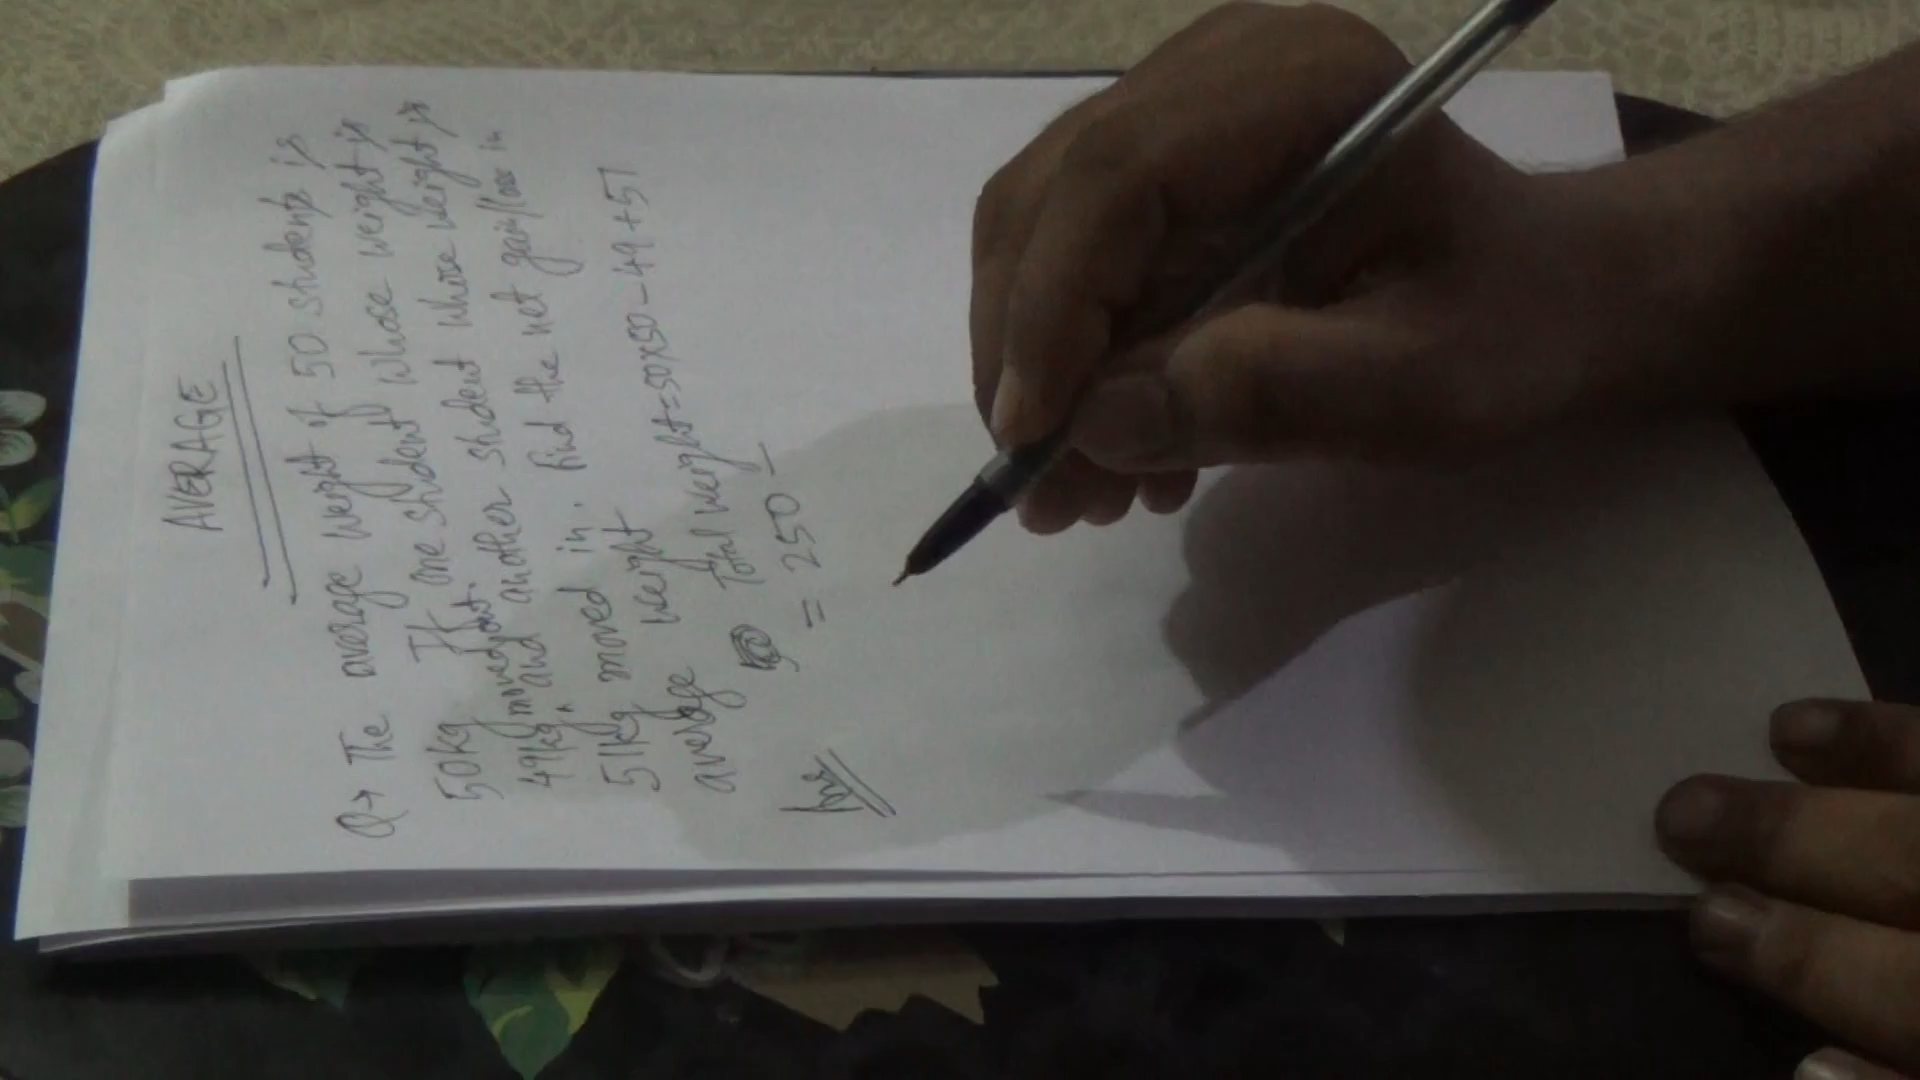 AVERAGE
Q→ The average weight of 50 students is
50kg. If one student whose weight is
49kg moved out. and another student whose weight is
51kg moved in. find the net gain/loss in
average weight
Ans Total weight = 50x50 - 49 + 51
= 250 -